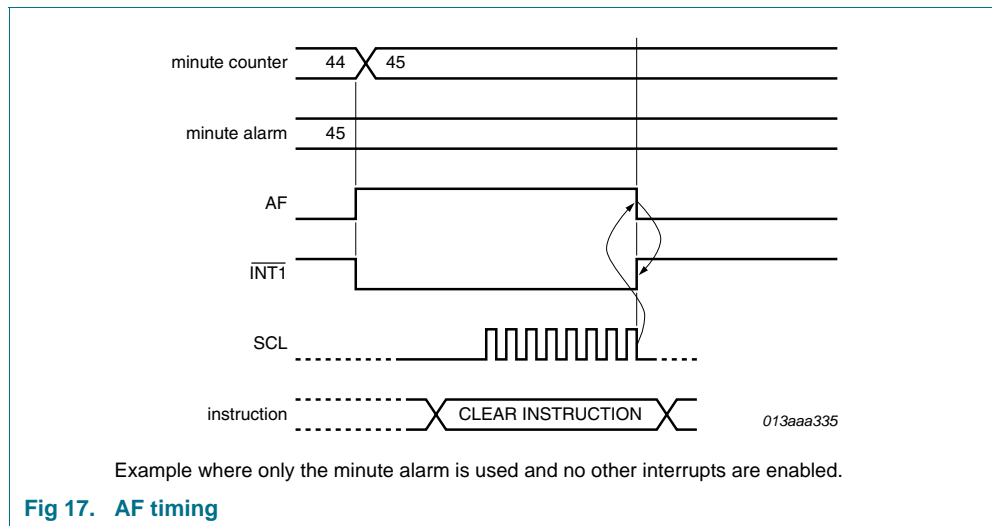 minute counter 44 45
minute alarm 45
AF
INT1
SCL
instruction CLEAR INSTRUCTION
013aaa335
Example where only the minute alarm is used and no other interrupts are enabled.
Fig 17. AF timing